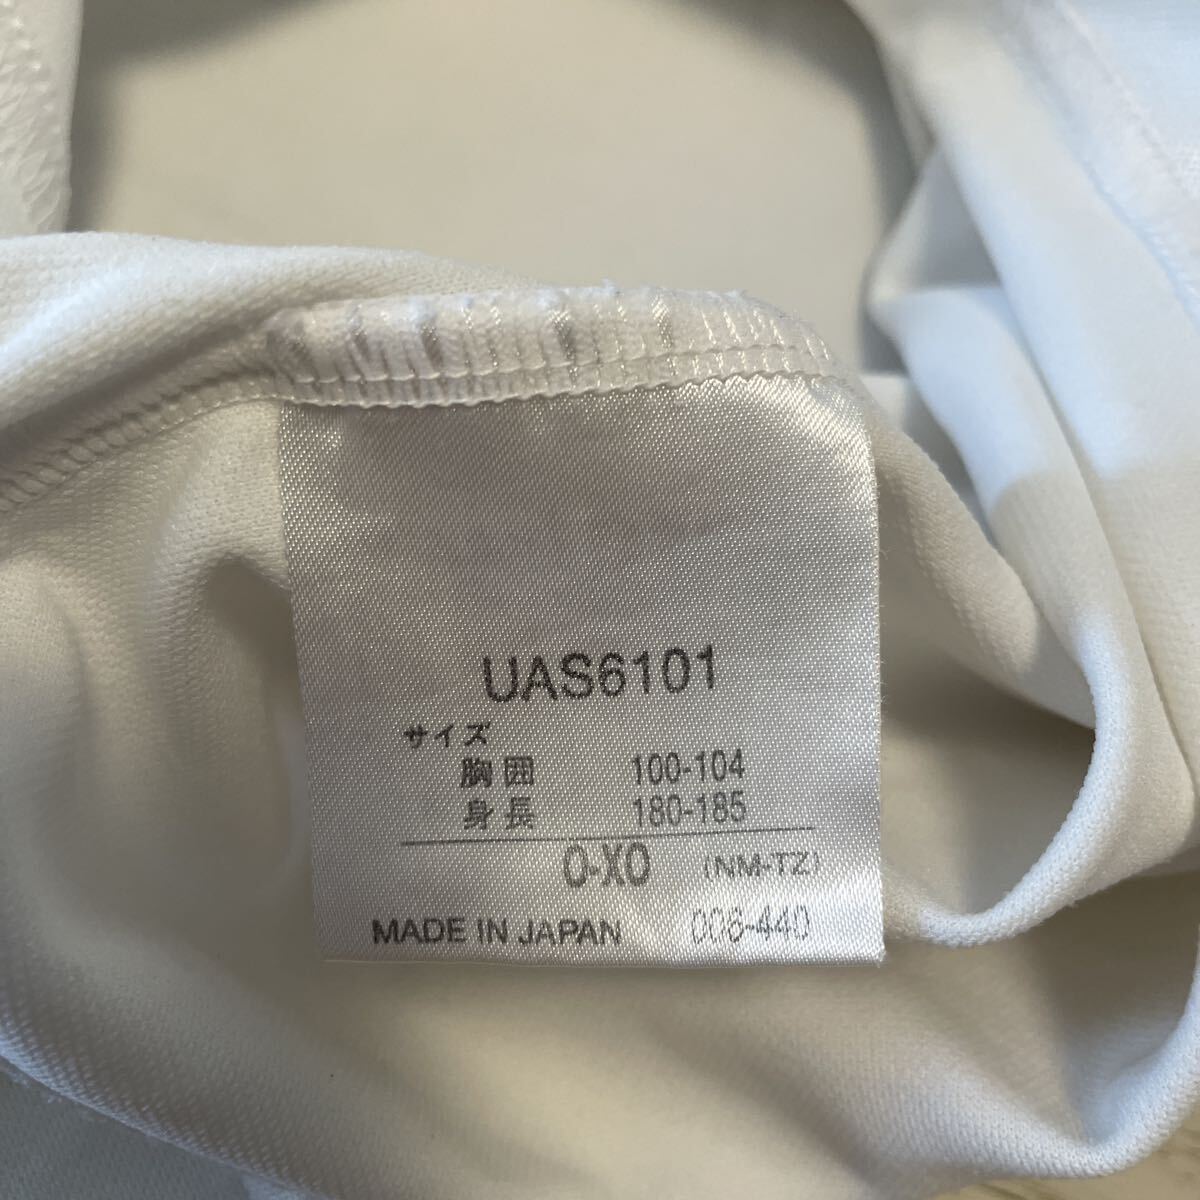 UAS6101
サイズ
胸囲 100-104
身長 180-185
O-XO (NM-TZ)
MADE IN JAPAN 006-440